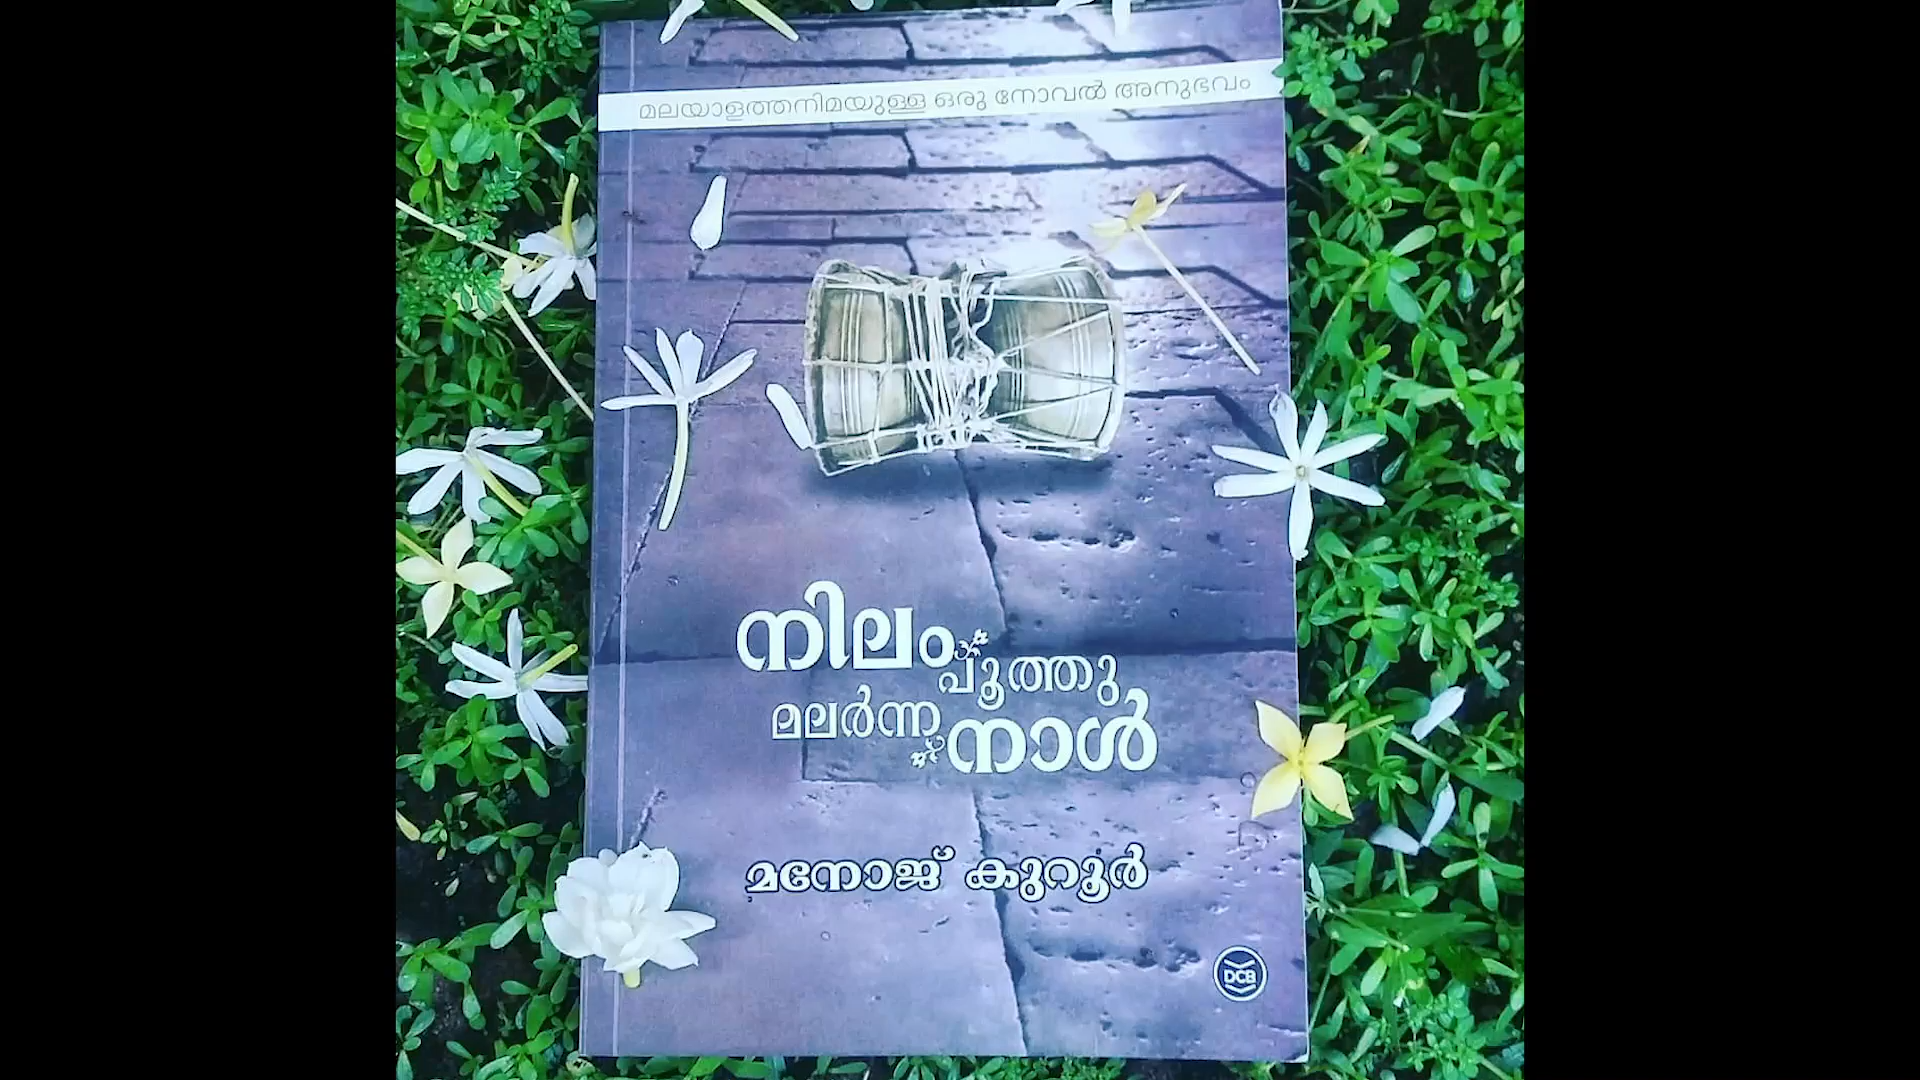 മലയാളത്തനിമയുള്ള ഒരു നോവൽ അനുഭവം
നിലം പൂത്തു
മലർന്ന നാൾ
മനോജ് കുറൂർ
DCB